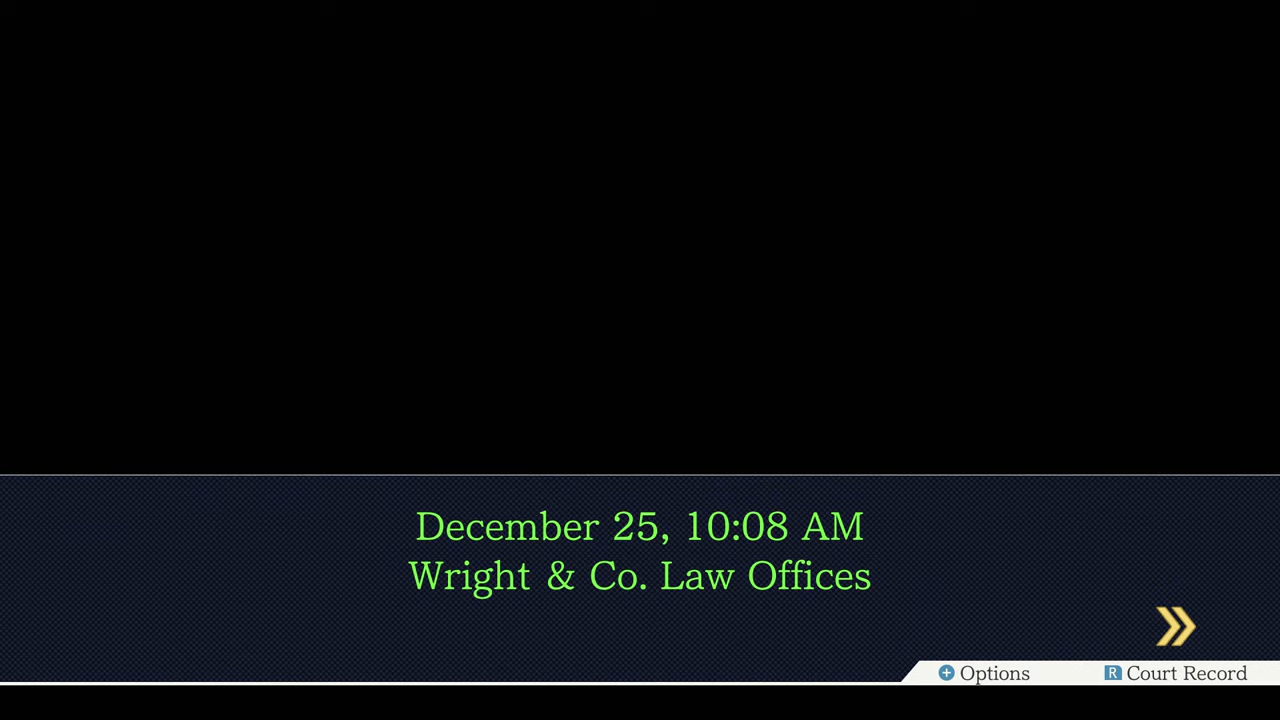 December 25, 10:08 AM
Wright & Co. Law Offices
+ Options
R Court Record